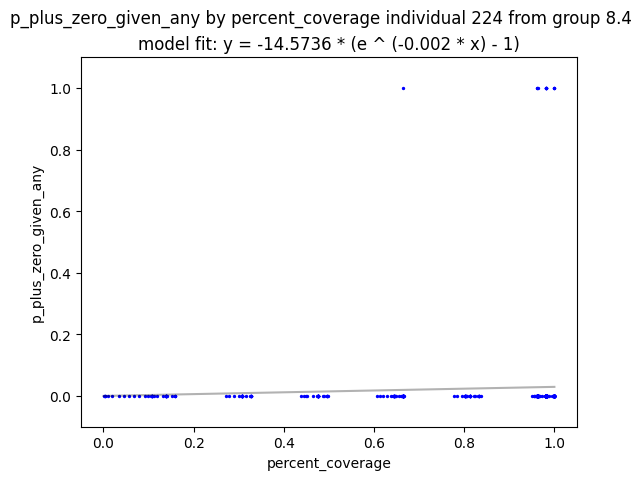 p_plus_zero_given_any by percent_coverage individual 224 from group 8.4
model fit: y = -14.5736 * (e ^ (-0.002 * x) - 1)
1.0
0.8
0.6
0.4
0.2
0.0
p_plus_zero_given_any
0.0 0.2 0.4 0.6 0.8 1.0
percent_coverage